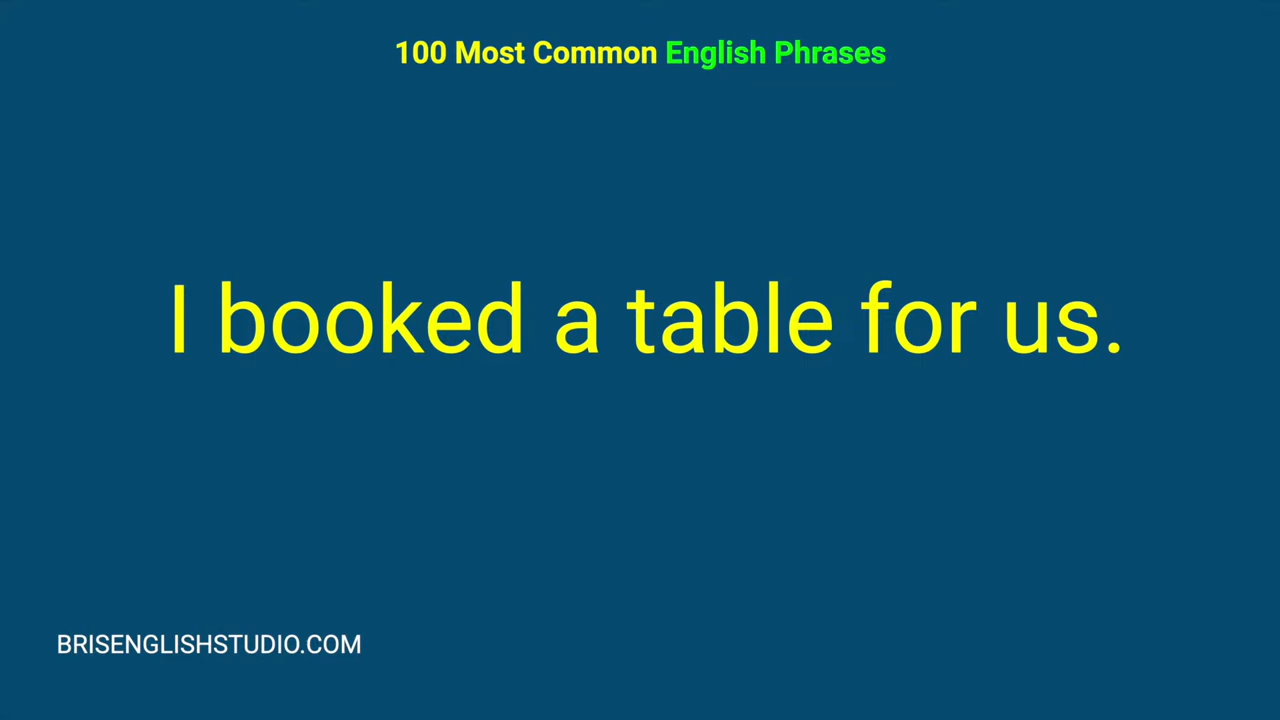 100 Most Common English Phrases
I booked a table for us.
BRISENGLISHSTUDIO.COM